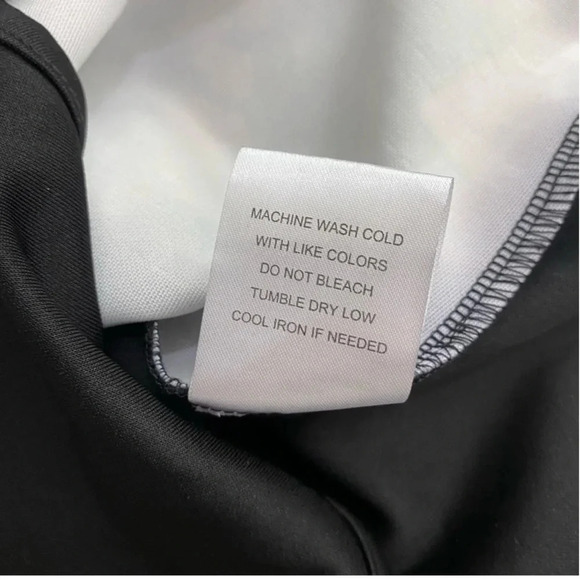 MACHINE WASH COLD
WITH LIKE COLORS
DO NOT BLEACH
TUMBLE DRY LOW
COOL IRON IF NEEDED